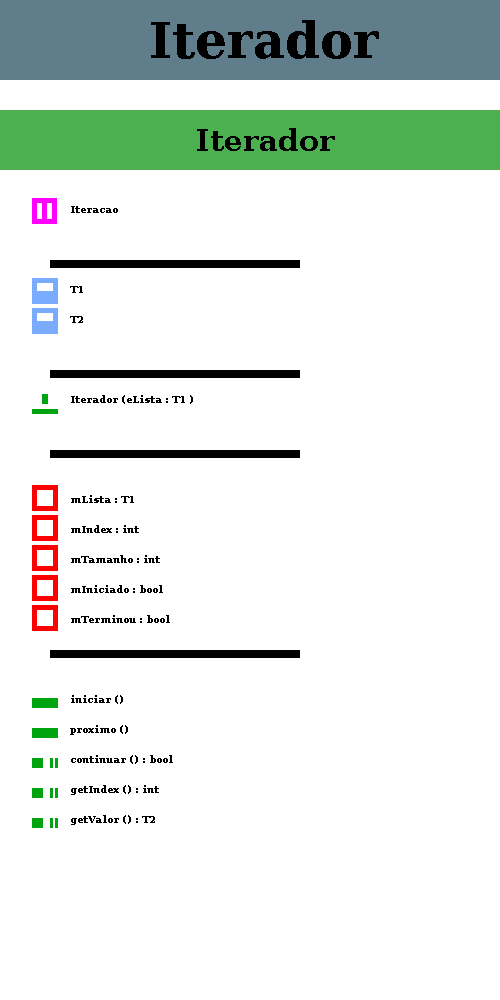 Iterador
Iterador
Iteracao
T1
T2
Iterador (eLista : T1 )
mLista : T1
mIndex : int
mTamanho : int
mIniciado : bool
mTerminou : bool
iniciar ()
proximo ()
continuar () : bool
getIndex () : int
getValor () : T2